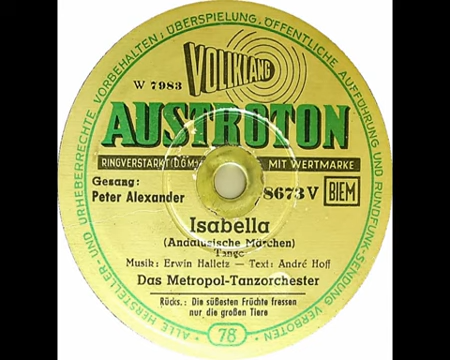 ALLE HERSTELLER- UND URHEBERRECHTE VORBEHALTEN; ÜBERSPIELUNG, ÖFFENTLICHE AUFFÜHRUNG UND RUNDFUNK-SENDUNG VERBOTEN
W 7983
VOLLKLANG
AUSTROTON
RINGVERSTÄRKT (D.G.M.) MIT WERTMARKE
Gesang:
Peter Alexander
8673 V
BIEM
Isabella
(Andalusische Märchen)
Tango
Musik: Erwin Halletz — Text: André Hoff
Das Metropol-Tanzorchester
Rücks.: Die süßesten Früchte fressen
nur die großen Tiere
78